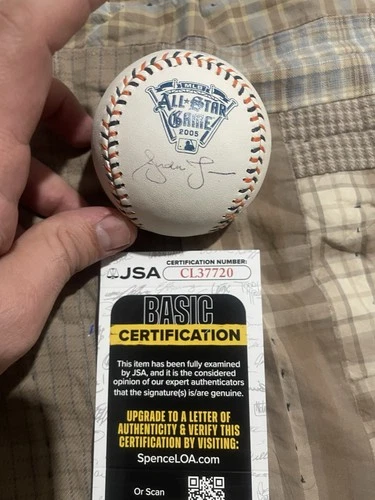 MLB
ALL★STAR
GAME
2005
JSA
CERTIFICATION NUMBER:
CL37720
BASIC
CERTIFICATION
This item has been fully examined
by JSA, and it is the considered
opinion of our expert authenticators
that the signature(s) is/are genuine.
UPGRADE TO A LETTER OF
AUTHENTICITY & VERIFY THIS
CERTIFICATION BY VISITING:
SpenceLOA.com
Or Scan